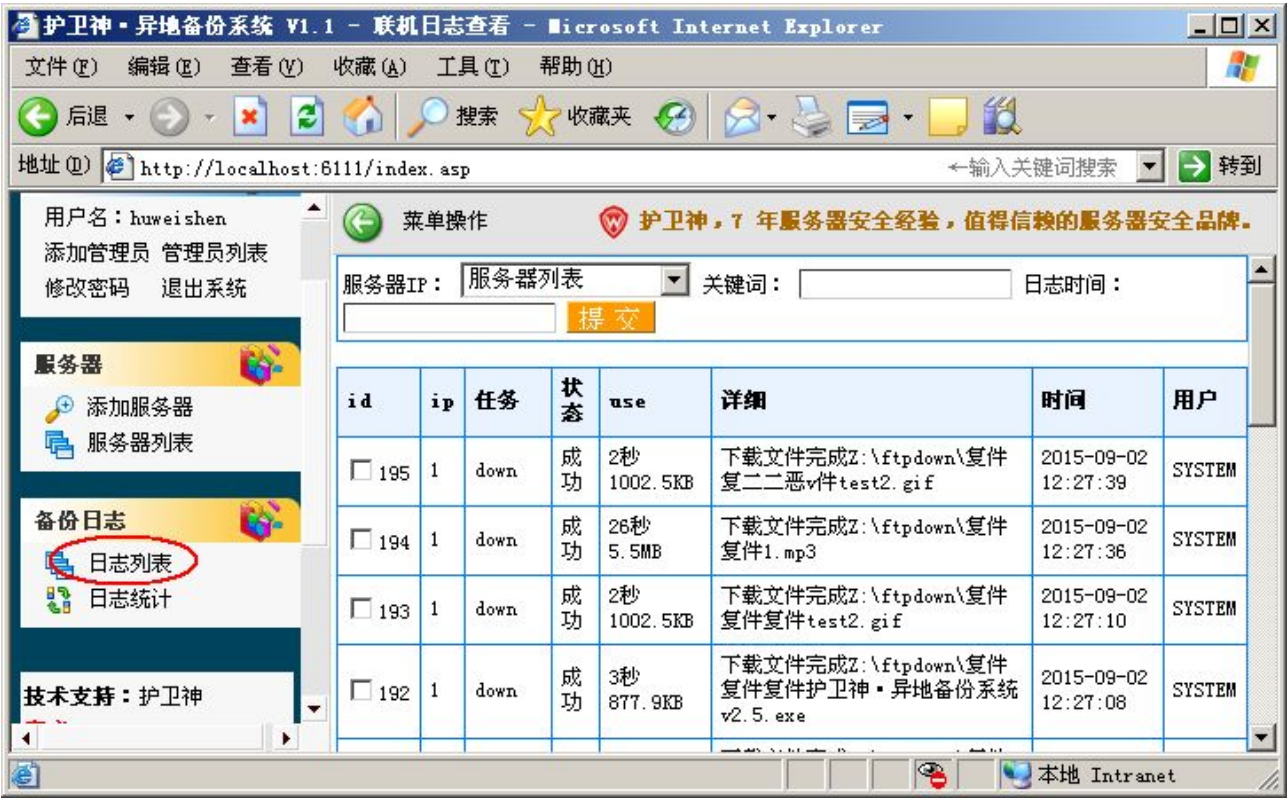 护卫神·异地备份系统 V1.1 - 联机日志查看 - Microsoft Internet Explorer
文件(F) 编辑(E) 查看(V) 收藏(A) 工具(T) 帮助(H)
后退 搜索 收藏夹
地址(D) http://localhost:6111/index.asp ←输入关键词搜索 转到
用户名：huweishen
添加管理员 管理员列表
修改密码 退出系统
服务器
添加服务器
服务器列表
备份日志
日志列表
日志统计
技术支持：护卫神
菜单操作 护卫神，7 年服务器安全经验，值得信赖的服务器安全品牌。
服务器IP： 服务器列表 关键词： 日志时间：
提 交
id ip 任务 状态 use 详细 时间 用户
195 1 down 成功 2秒 1002.5KB 下载文件完成Z:\ftpdown\复件 复二二恶v件test2.gif 2015-09-02 12:27:39 SYSTEM
194 1 down 成功 26秒 5.5MB 下载文件完成Z:\ftpdown\复件 复件1.mp3 2015-09-02 12:27:36 SYSTEM
193 1 down 成功 2秒 1002.5KB 下载文件完成Z:\ftpdown\复件 复件复件test2.gif 2015-09-02 12:27:10 SYSTEM
192 1 down 成功 3秒 877.9KB 下载文件完成Z:\ftpdown\复件 复件复件护卫神·异地备份系统v2.5.exe 2015-09-02 12:27:08 SYSTEM
本地 Intranet